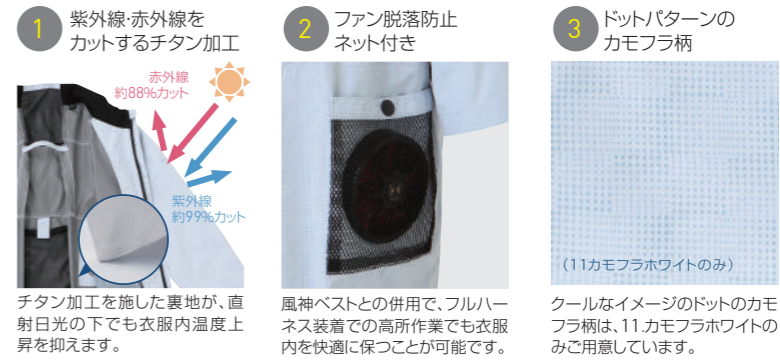 1
紫外線·赤外線を
カットするチタン加工
赤外線
約88%カット
紫外線
約99%カット
チタン加工を施した裏地が、直
射日光の下でも衣服内温度上
昇を抑えます。
2
ファン脱落防止
ネット付き
風神ベストとの併用で、フルハー
ネス装着での高所作業でも衣服
内を快適に保つことが可能です。
3
ドットパターンの
カモフラ柄
(11カモフラホワイトのみ)
クールなイメージのドットのカモ
フラ柄は、11.カモフラホワイトの
みご用意しています。